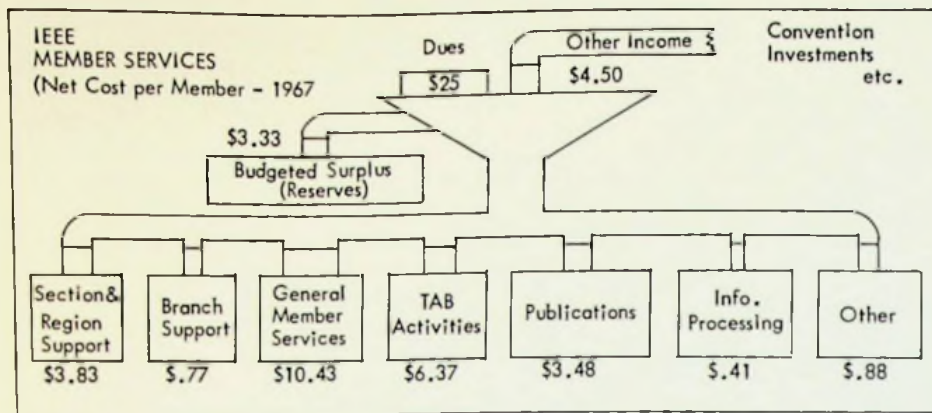 IEEE
MEMBER SERVICES
(Net Cost per Member - 1967
Dues
$25
Other Income
$4.50
Convention
Investments
etc.
$3.33
Budgeted Surplus
(Reserves)
Section&
Region
Support
$3.83
Branch
Support
$.77
General
Member
Services
$10.43
TAB
Activities
$6.37
Publications
$3.48
Info.
Processing
$.41
Other
$.88